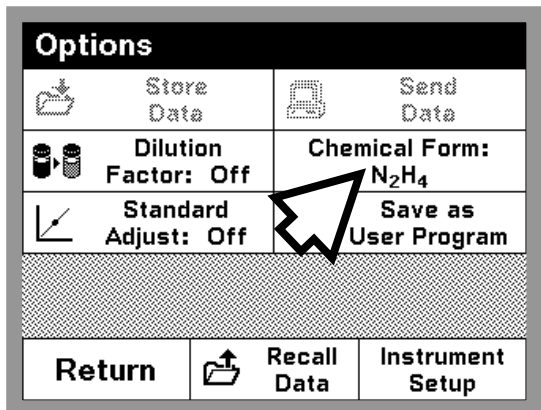 Options
Store
Data
Send
Data
Dilution
Factor: Off
Chemical Form:
N₂H₄
Standard
Adjust: Off
Save as
User Program
Return
Recall
Data
Instrument
Setup